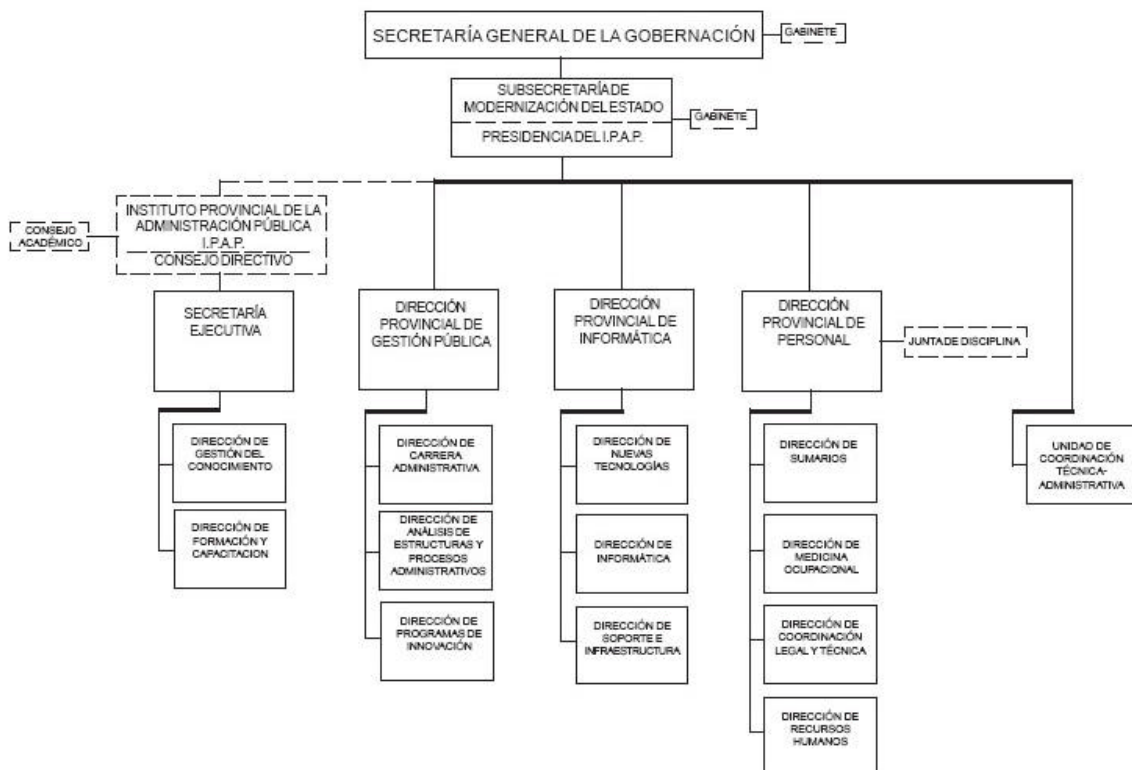 SECRETARÍA GENERAL DE LA GOBERNACIÓN
GABINETE
SUBSECRETARÍA DE
MODERNIZACIÓN DEL ESTADO
PRESIDENCIA DEL I.P.A.P.
GABINETE
CONSEJO
ACADÉMICO
INSTITUTO PROVINCIAL DE LA
ADMINISTRACIÓN PÚBLICA
I.P.A.P.
CONSEJO DIRECTIVO
SECRETARÍA
EJECUTIVA
DIRECCIÓN
PROVINCIAL DE
GESTIÓN PÚBLICA
DIRECCIÓN
PROVINCIAL DE
INFORMÁTICA
DIRECCIÓN
PROVINCIAL DE
PERSONAL
JUNTA DE DISCIPLINA
DIRECCIÓN DE
GESTIÓN DEL
CONOCIMIENTO
DIRECCIÓN DE
FORMACIÓN Y
CAPACITACION
DIRECCIÓN DE
CARRERA
ADMINISTRATIVA
DIRECCIÓN DE
ANÁLISIS DE
ESTRUCTURAS Y
PROCESOS
ADMINISTRATIVOS
DIRECCIÓN DE
PROGRAMAS DE
INNOVACIÓN
DIRECCIÓN DE
NUEVAS
TECNOLOGÍAS
DIRECCIÓN DE
INFORMÁTICA
DIRECCIÓN DE
SOPORTE E
INFRAESTRUCTURA
DIRECCIÓN DE
SUMARIOS
DIRECCIÓN DE
MEDICINA
OCUPACIONAL
DIRECCIÓN DE
COORDINACIÓN
LEGAL Y TÉCNICA
DIRECCIÓN DE
RECURSOS
HUMANOS
UNIDAD DE
COORDINACIÓN
TÉCNICA-
ADMINISTRATIVA